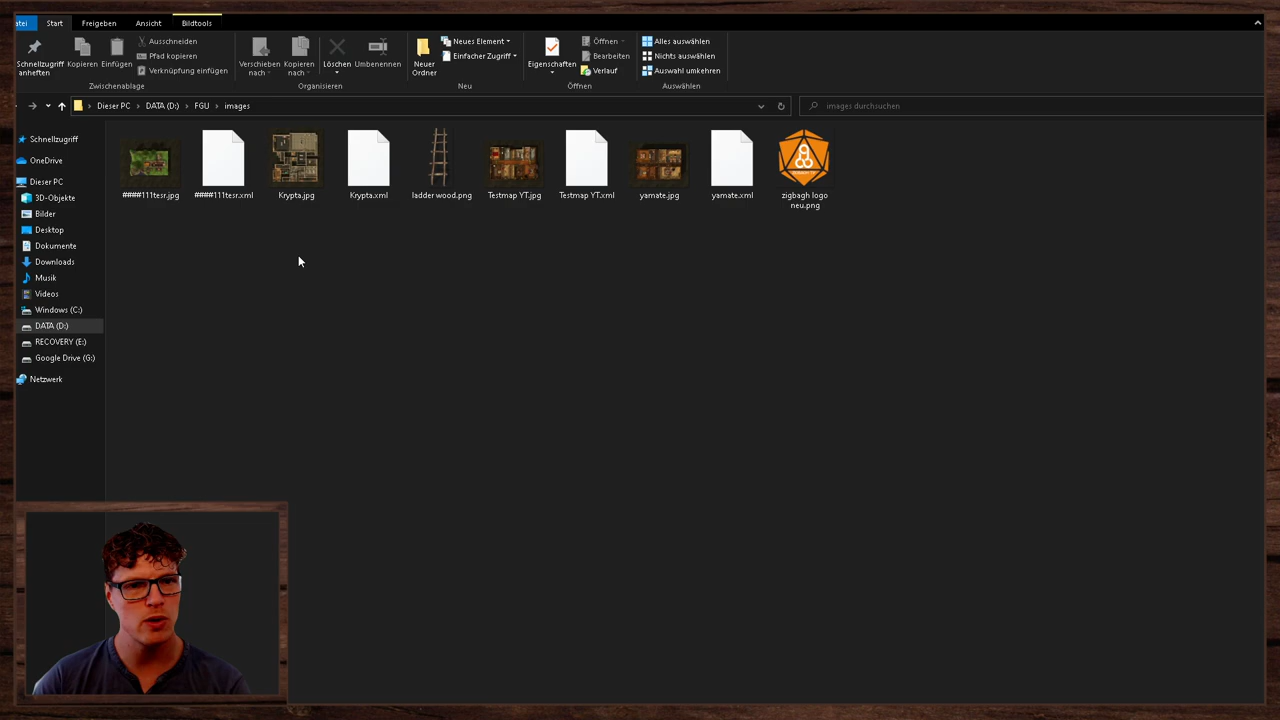 atei Start Freigeben Ansicht Bildtools
Schnellzugriff anheften
Kopieren
Einfügen
Ausschneiden
Pfad kopieren
Verknüpfung einfügen
Zwischenablage
Verschieben nach
Kopieren nach
Löschen
Umbenennen
Organisieren
Neuer Ordner
Neues Element
Einfacher Zugriff
Neu
Eigenschaften
Öffnen
Bearbeiten
Verlauf
Öffnen
Alles auswählen
Nichts auswählen
Auswahl umkehren
Auswählen
Dieser PC › DATA (D:) › FGU › images
images durchsuchen
Schnellzugriff
OneDrive
Dieser PC
3D-Objekte
Bilder
Desktop
Dokumente
Downloads
Musik
Videos
Windows (C:)
DATA (D:)
RECOVERY (E:)
Google Drive (G:)
Netzwerk
####111tesr.jpg
####111tesr.xml
Krypta.jpg
Krypta.xml
ladder wood.png
Testmap YT.jpg
Testmap YT.xml
yamate.jpg
yamate.xml
zigbagh logo
neu.png